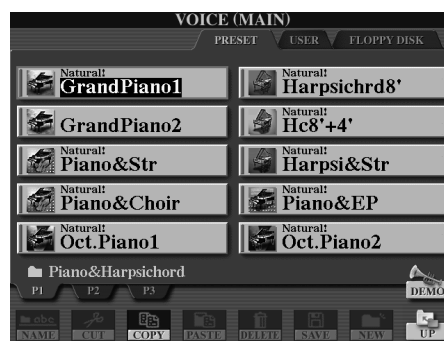 VOICE (MAIN)
PRESET USER FLOPPY DISK
Natural!
GrandPiano1
Natural!
Harpsichrd8'
GrandPiano2
Natural!
Hc8'+4'
Natural!
Piano&Str
Natural!
Harpsi&Str
Natural!
Piano&Choir
Natural!
Piano&EP
Natural!
Oct.Piano1
Natural!
Oct.Piano2
Piano&Harpsichord
P1 P2 P3
DEMO
abc
NAME CUT COPY PASTE DELETE SAVE NEW UP